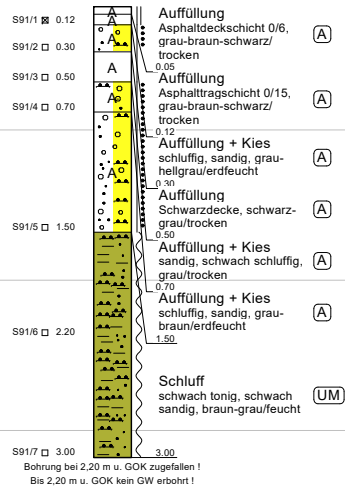 S91/1 0.12
S91/2 0.30
S91/3 0.50
S91/4 0.70
S91/5 1.50
S91/6 2.20
S91/7 3.00
A
A
A
A
A
A
Auffüllung
Asphaltdeckschicht 0/6,
grau-braun-schwarz/
trocken
A
0.05
Auffüllung
Asphalttragschicht 0/15,
grau-braun-schwarz/
trocken
A
0.12
Auffüllung + Kies
schluffig, sandig, grau-
hellgrau/erdfeucht
A
0.30
Auffüllung
Schwarzdecke, schwarz-
grau/trocken
A
0.50
Auffüllung + Kies
sandig, schwach schluffig,
grau/trocken
A
0.70
Auffüllung + Kies
schluffig, sandig, grau-
braun/erdfeucht
A
1.50
Schluff
schwach tonig, schwach
sandig, braun-grau/feucht
UM
3.00
Bohrung bei 2,20 m u. GOK zugefallen !
Bis 2,20 m u. GOK kein GW erbohrt !